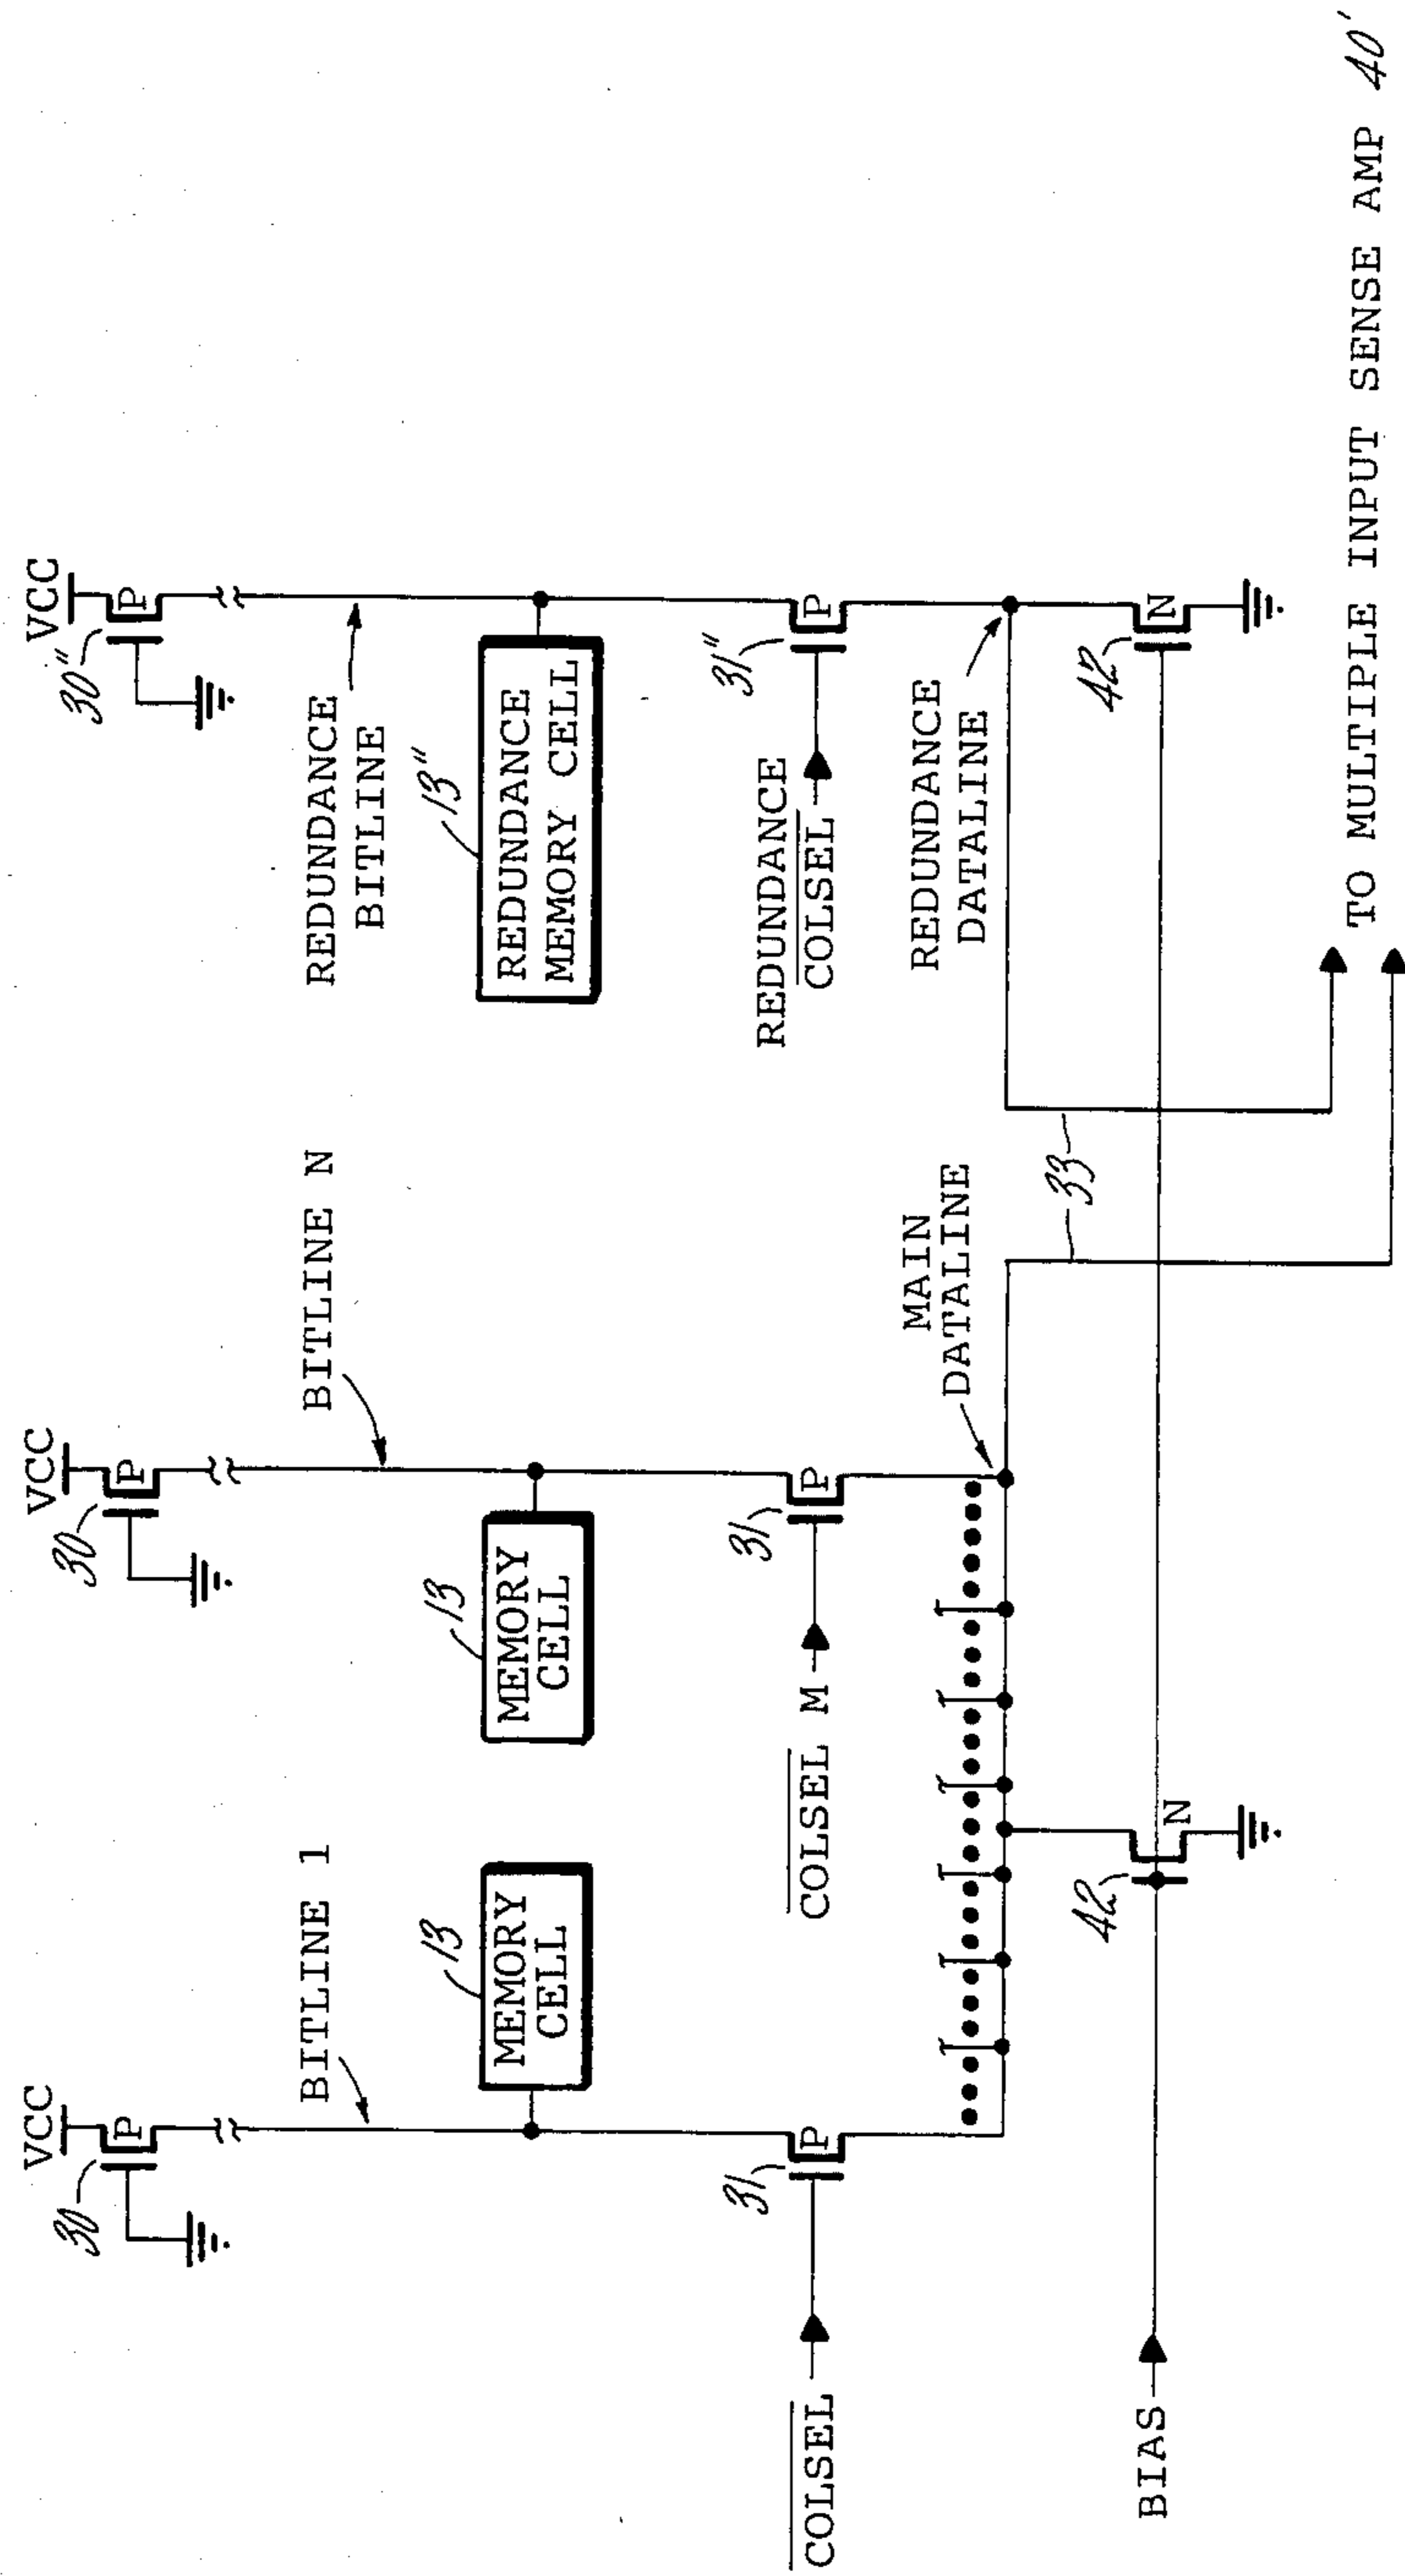 VCC
VCC
VCC
30
30
30"
P
P
P
BITLINE 1
BITLINE N
REDUNDANCE
BITLINE
13
13
13"
MEMORY
CELL
MEMORY
CELL
REDUNDANCE
MEMORY CELL
31
31
31"
P
P
P
COLSEL
COLSEL M
REDUNDANCE
COLSEL
MAIN
DATALINE
REDUNDANCE
DATALINE
33
42
42
N
N
BIAS
TO MULTIPLE INPUT SENSE AMP 40'